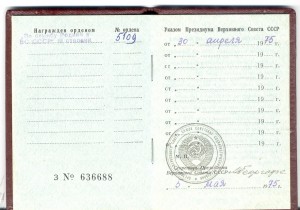 Награжден орденом
№ ордена
5109
З № 636688
Указом Президиума Верховного Совета СССР
от „ 30 “ апреля 1975 г.
от „ “ 19 г.
от „ “ 19 г.
от „ “ 19 г.
от „ “ 19 г.
от „ “ 19 г.
от „ “ 19 г.
от „ “ 19 г.
М. П.
Секретарь Президиума
Верховного Совета СССР
5 мая 1975 г.